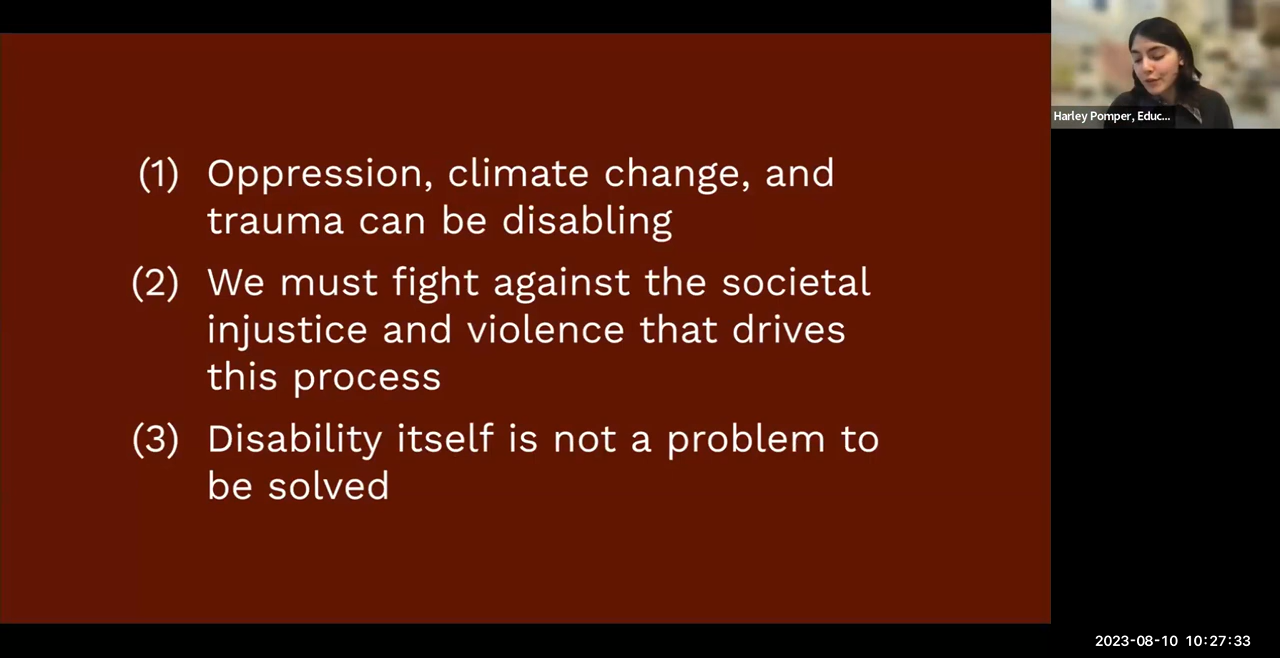 (1) Oppression, climate change, and
trauma can be disabling
(2) We must fight against the societal
injustice and violence that drives
this process
(3) Disability itself is not a problem to
be solved
Harley Pomper, Educ...
2023-08-10 10:27:33